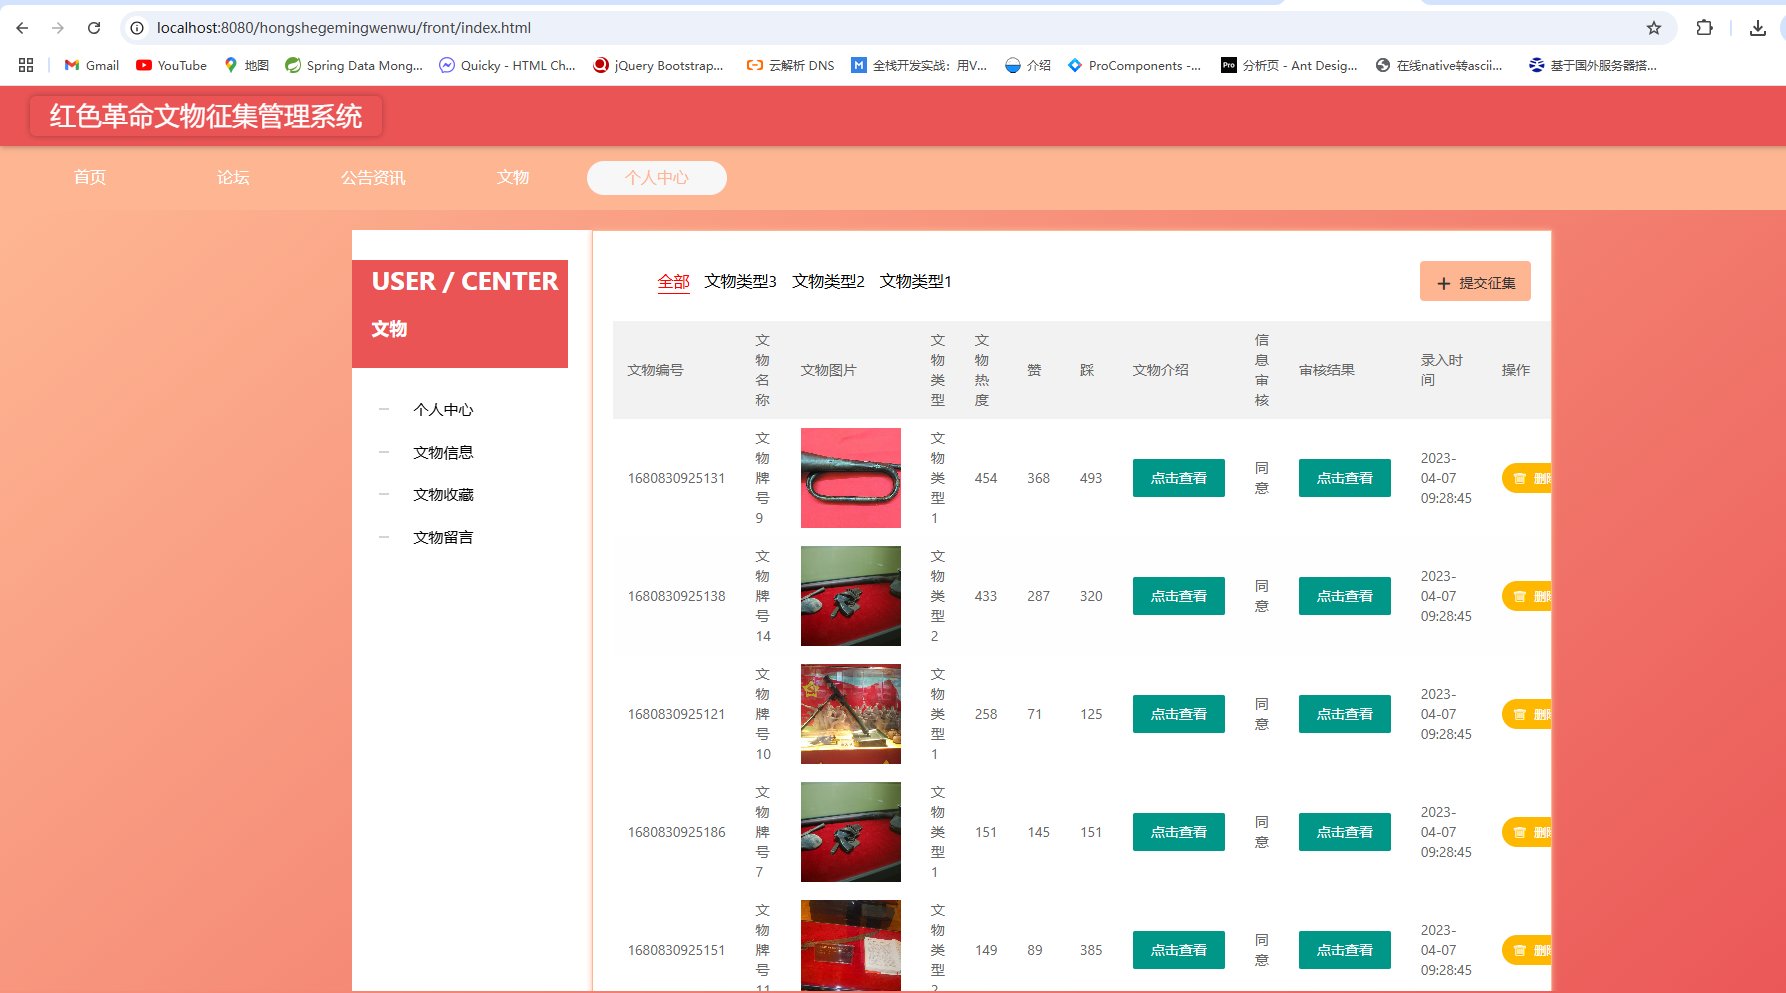 localhost:8080/hongshegemingwenwu/front/index.html
Gmail YouTube 地图 Spring Data Mong... Quicky - HTML Ch... jQuery Bootstrap... 云解析 DNS 全栈开发实战：用V... 介绍 ProComponents -... 分析页 - Ant Desig... 在线native转ascii... 基于国外服务器搭...
红色革命文物征集管理系统
首页 论坛 公告资讯 文物 个人中心
USER / CENTER
文物
个人中心
文物信息
文物收藏
文物留言
全部 文物类型3 文物类型2 文物类型1
提交征集
文物编号 文物名称 文物图片 文物类型 文物热度 赞 踩 文物介绍 信息审核 审核结果 录入时间 操作
1680830925131 文物牌号9 文物类型1 454 368 493 点击查看 同意 点击查看 2023-04-07 09:28:45 删除
1680830925138 文物牌号14 文物类型2 433 287 320 点击查看 同意 点击查看 2023-04-07 09:28:45 删除
1680830925121 文物牌号10 文物类型1 258 71 125 点击查看 同意 点击查看 2023-04-07 09:28:45 删除
1680830925186 文物牌号7 文物类型1 151 145 151 点击查看 同意 点击查看 2023-04-07 09:28:45 删除
1680830925151 文物牌号11 文物类型2 149 89 385 点击查看 同意 点击查看 2023-04-07 09:28:45 删除